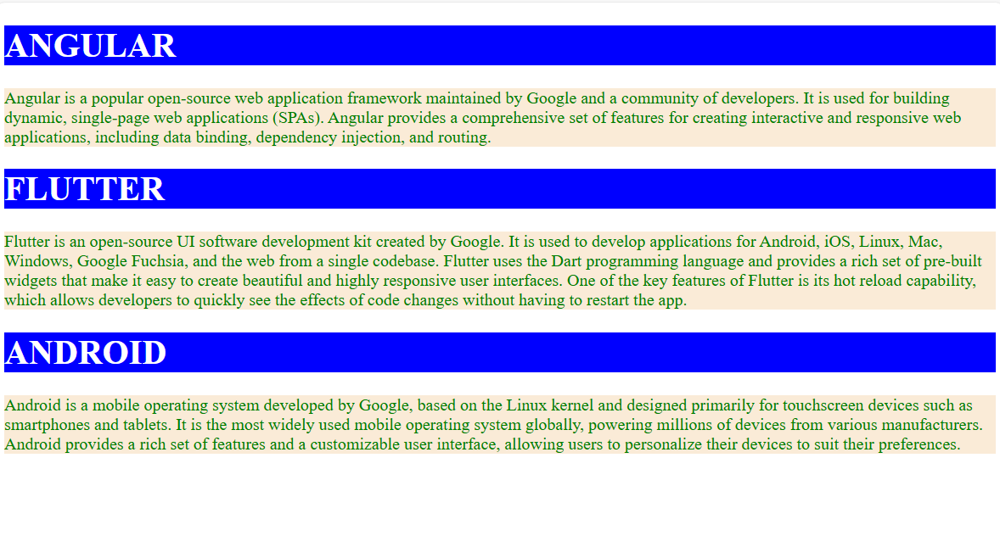 ANGULAR
Angular is a popular open-source web application framework maintained by Google and a community of developers. It is used for building
dynamic, single-page web applications (SPAs). Angular provides a comprehensive set of features for creating interactive and responsive web
applications, including data binding, dependency injection, and routing.
FLUTTER
Flutter is an open-source UI software development kit created by Google. It is used to develop applications for Android, iOS, Linux, Mac,
Windows, Google Fuchsia, and the web from a single codebase. Flutter uses the Dart programming language and provides a rich set of pre-built
widgets that make it easy to create beautiful and highly responsive user interfaces. One of the key features of Flutter is its hot reload capability,
which allows developers to quickly see the effects of code changes without having to restart the app.
ANDROID
Android is a mobile operating system developed by Google, based on the Linux kernel and designed primarily for touchscreen devices such as
smartphones and tablets. It is the most widely used mobile operating system globally, powering millions of devices from various manufacturers.
Android provides a rich set of features and a customizable user interface, allowing users to personalize their devices to suit their preferences.